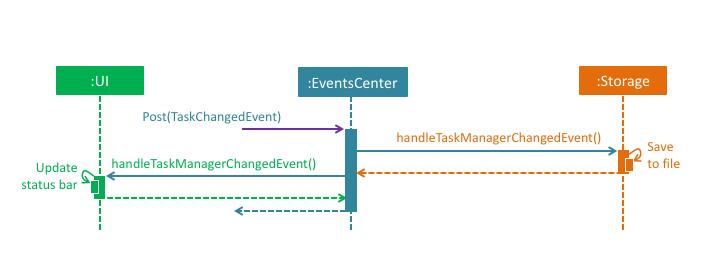 :UI
:EventsCenter
:Storage
Post(TaskChangedEvent)
handleTaskManagerChangedEvent()
Save
to file
handleTaskManagerChangedEvent()
Update
status bar